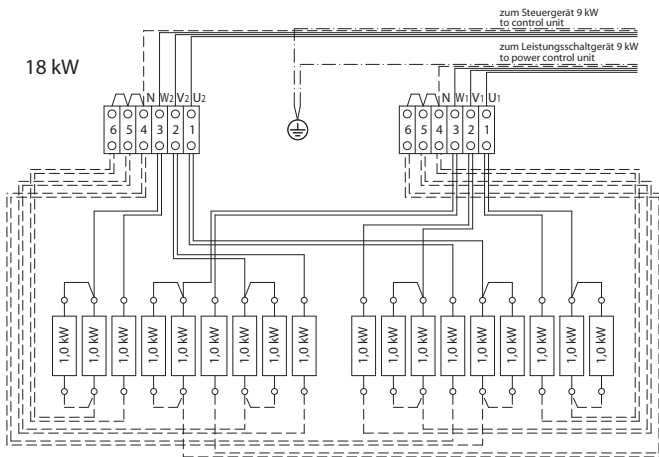 zum Steuergerät 9 kW
to control unit
zum Leistungsschaltgerät 9 kW
to power control unit
18 kW
N W2 V2 U2
6 5 4 3 2 1
N W1 V1 U1
6 5 4 3 2 1
1,0 kW 1,0 kW 1,0 kW 1,0 kW 1,0 kW 1,0 kW 1,0 kW 1,0 kW 1,0 kW
1,0 kW 1,0 kW 1,0 kW 1,0 kW 1,0 kW 1,0 kW 1,0 kW 1,0 kW 1,0 kW